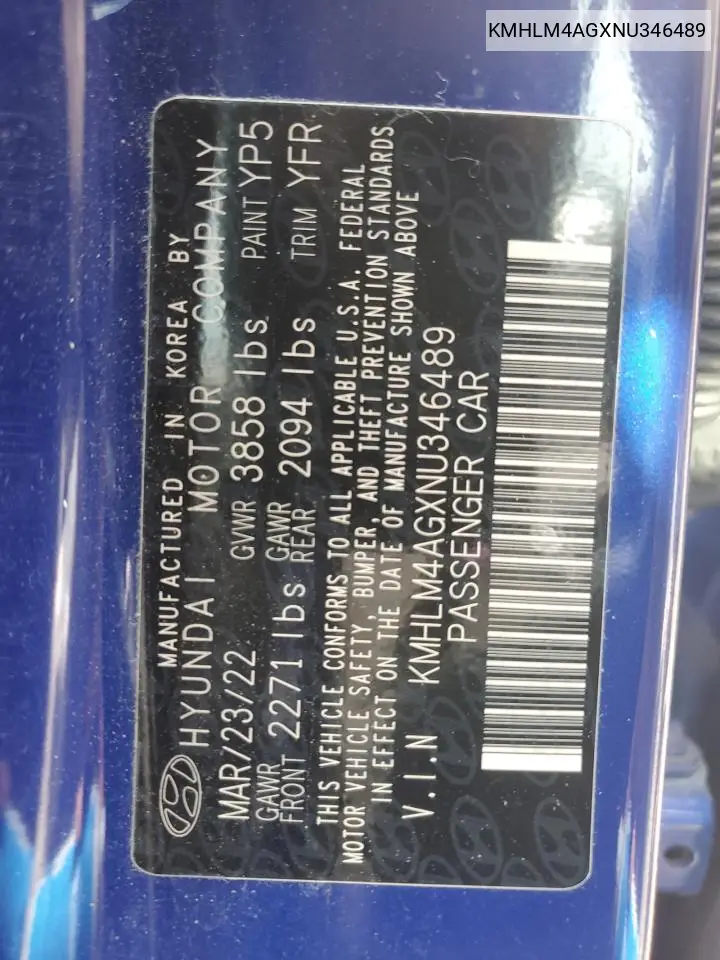 KMHLM4AGXNU346489
MANUFACTURED IN KOREA BY
HYUNDAI MOTOR COMPANY
MAR/23/22 GVWR 3858 lbs PAINT YP5
GAWR FRONT 2271 lbs GAWR REAR 2094 lbs TRIM YFR
THIS VEHICLE CONFORMS TO ALL APPLICABLE U.S.A. FEDERAL
MOTOR VEHICLE SAFETY, BUMPER, AND THEFT PREVENTION STANDARDS
IN EFFECT ON THE DATE OF MANUFACTURE SHOWN ABOVE
V.I.N KMHLM4AGXNU346489
PASSENGER CAR